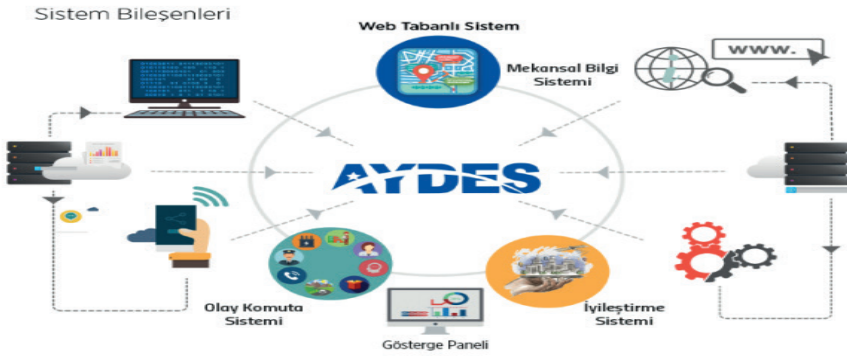 Sistem Bileşenleri
Web Tabanlı Sistem
Mekansal Bilgi
Sistemi
www.
AYDES
Olay Komuta
Sistemi
İyileştirme
Sistemi
Gösterge Paneli